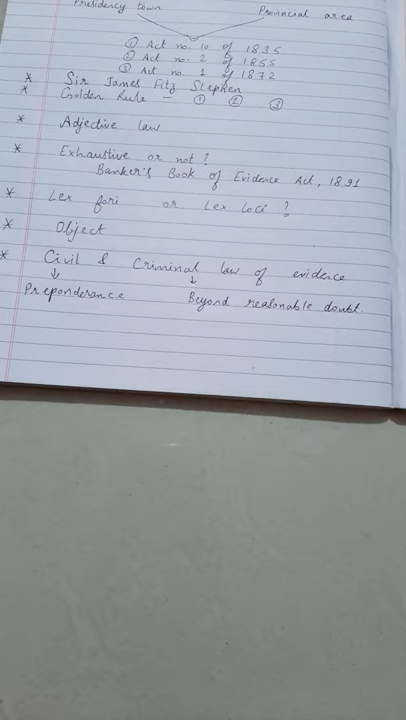 Presidency town Provincial area
① Act no. 10 of 1835
② Act no. 2 of 1855
③ Act no. 1 of 1872
* Sir James Fitz Stephen
* Golden Rule - ① ② ③
* Adjective law
* Exhaustive or not?
Banker's Book of Evidence Act, 1891
* Lex fori or Lex loci?
* Object
* Civil & Criminal law of evidence
↓ ↓
Preponderance Beyond reasonable doubt.